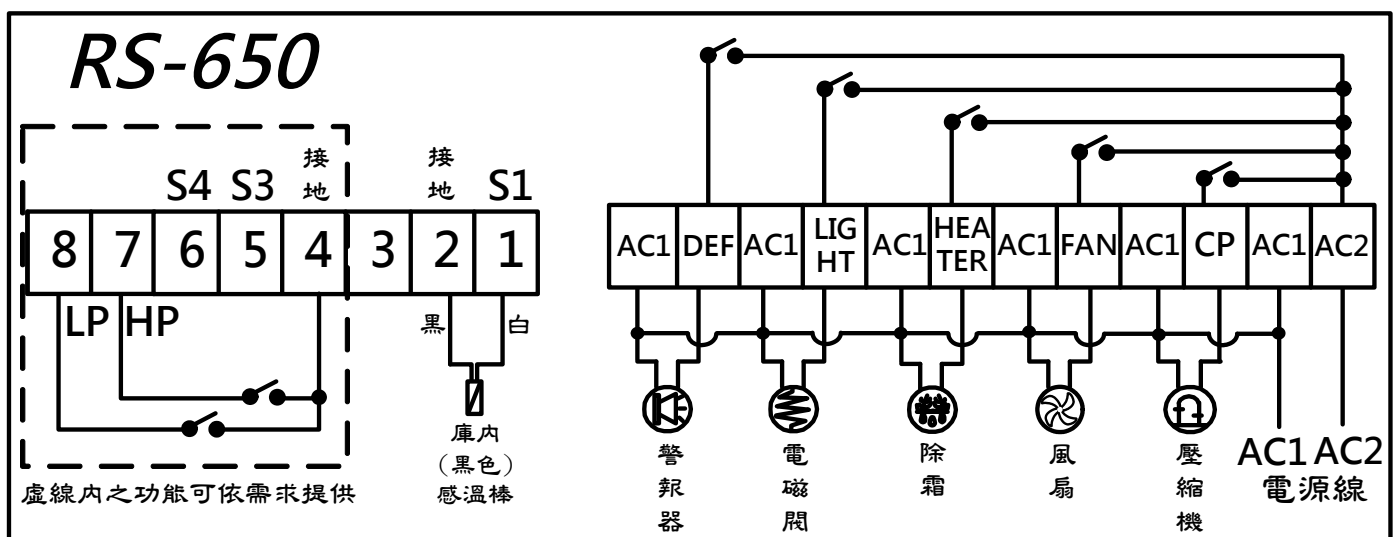 RS-650
接地
接地
S4 S3
S1
8 7 6 5 4 3 2 1
LP HP
黑
白
庫內
(黑色)
感溫棒
虛線內之功能可依需求提供
AC1 DEF AC1 LIGHT AC1 HEATER AC1 FAN AC1 CP AC1 AC2
警報器
電磁閥
除霜
風扇
壓縮機
AC1 AC2
電源線